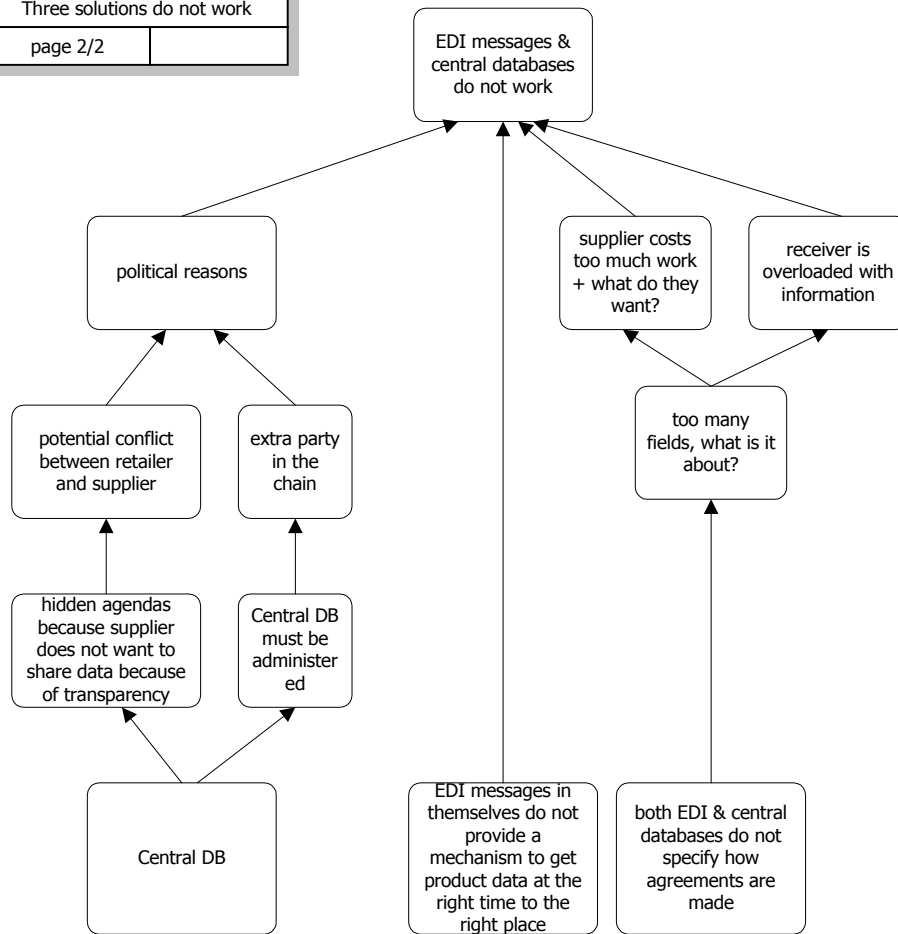 Three solutions do not work
page 2/2
EDI messages &
central databases
do not work
political reasons
supplier costs
too much work
+ what do they
want?
receiver is
overloaded with
information
potential conflict
between retailer
and supplier
extra party
in the
chain
too many
fields, what is it
about?
hidden agendas
because supplier
does not want to
share data because
of transparency
Central DB
must be
administer
ed
Central DB
EDI messages in
themselves do not
provide a
mechanism to get
product data at the
right time to the
right place
both EDI & central
databases do not
specify how
agreements are
made